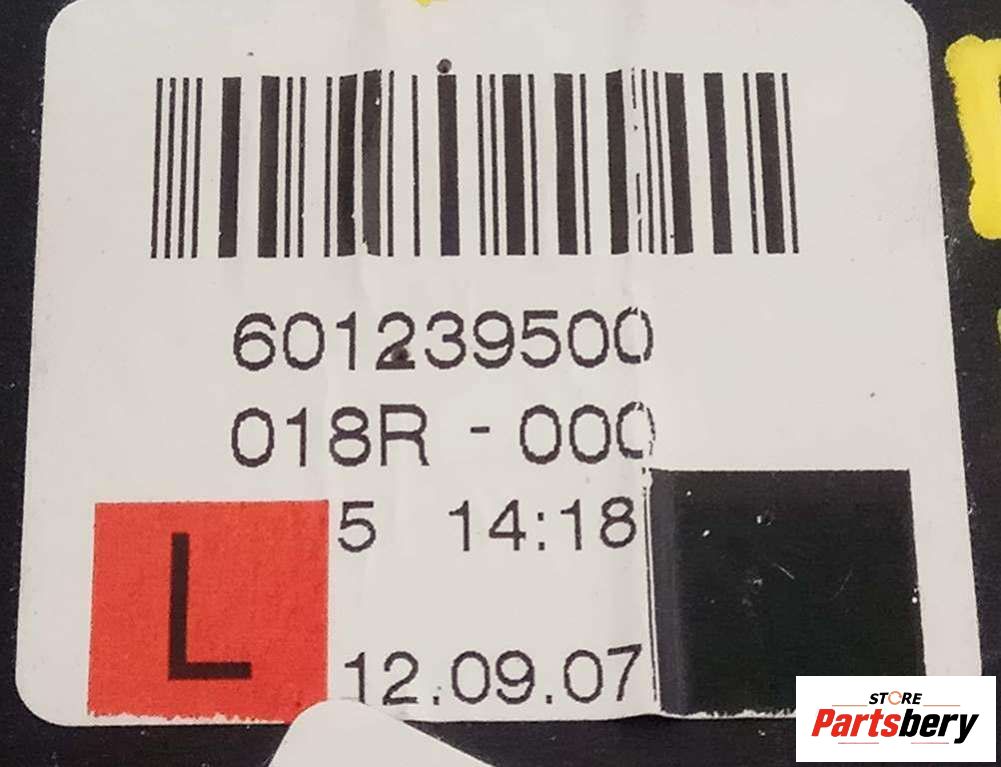 601239500
018R - 000
5 14:18
L
12.09.07
STORE
Partsbery